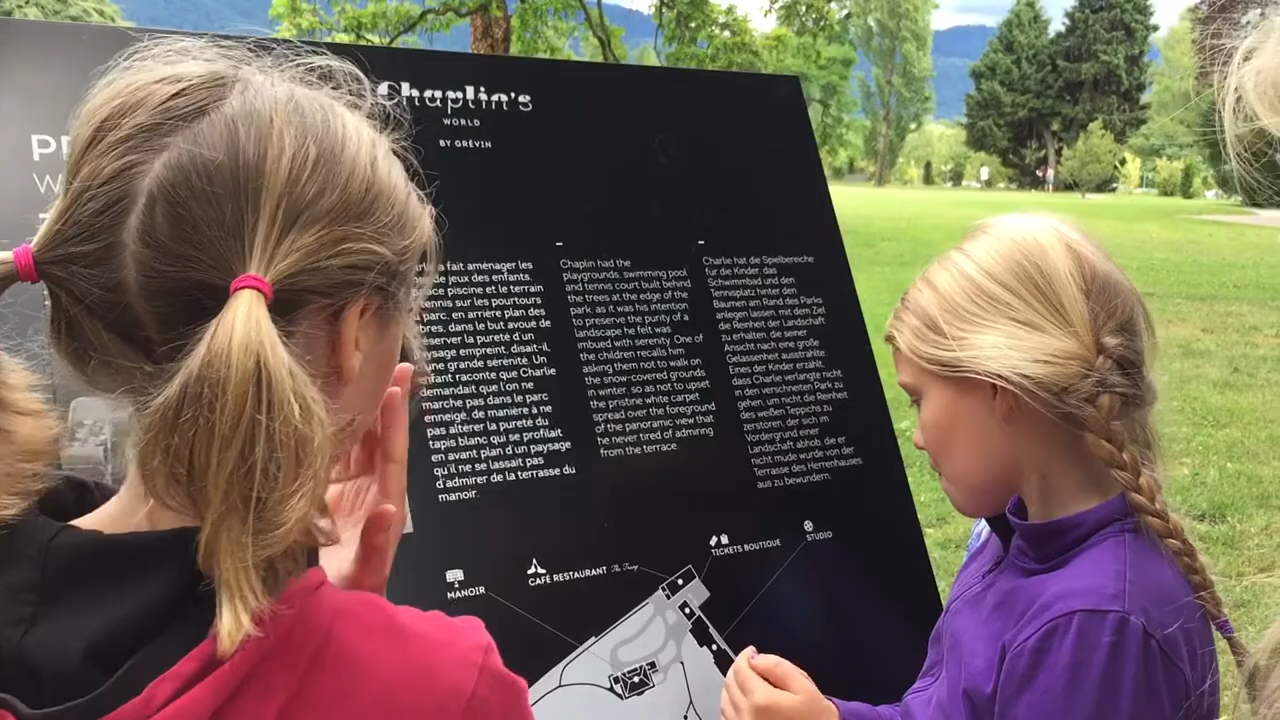 Chaplin's
WORLD
BY GRÉVIN
a fait aménager les
de jeux des enfants,
piscine et le terrain
tennis sur les pourtours
parc, en arrière plan des
dans le but avoué de
pureté d'un
empreint, disait-il,
une grande sérénité. Un
enfant raconte que Charlie
demandait que l'on ne
marche pas dans le parc
enneigé, de manière à ne
pas altérer la pureté du
tapis blanc qui se profilait
en avant plan d'un paysage
qu'il ne se lassait pas
d'admirer de la terrasse du
manoir.
Chaplin had the
playgrounds, swimming pool
and tennis court built behind
the trees at the edge of the
park, as it was his intention
to preserve the purity of a
landscape he felt was
imbued with serenity. One of
the children recalls him
asking them not to walk on
the snow-covered grounds
in winter, so as not to upset
the pristine white carpet
spread over the foreground
of the panoramic view that
he never tired of admiring
from the terrace
Charlie hat die Spielbereiche
für die Kinder, das
Schwimmbad und den
Tennisplatz hinter den
Bäumen am Rand des Parks
anlegen lassen, mit dem Ziel
die Reinheit der Landschaft
zu erhalten, die seiner
Ansicht nach eine große
Gelassenheit ausstrahlte.
Eines der Kinder erzählt,
dass Charlie verlangte nicht
in den verschneiten Park zu
gehen, um nicht die Reinheit
des weißen Teppichs zu
zerstören, der sich im
Vordergrund einer
Landschaft abhob, die er
nicht müde wurde von der
Terrasse des Herrenhauses
aus zu bewundern.
MANOIR
CAFÉ RESTAURANT The Tramp
TICKETS BOUTIQUE
STUDIO